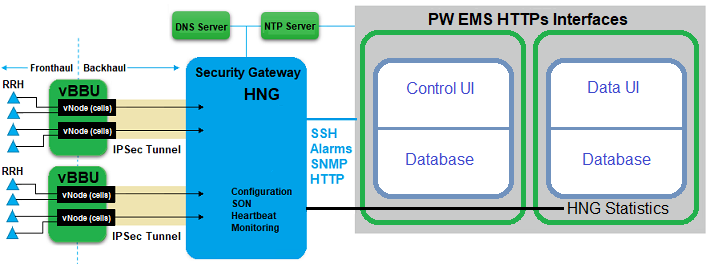 DNS Server
NTP Server
PW EMS HTTPs Interfaces
Fronthaul
Backhaul
RRH
vBBU
vNode (cells)
vNode (cells)
IPSec Tunnel
RRH
vBBU
vNode (cells)
vNode (cells)
IPSec Tunnel
Security Gateway
HNG
Configuration
SON
Heartbeat
Monitoring
SSH
Alarms
SNMP
HTTP
Control UI
Database
Data UI
Database
HNG Statistics